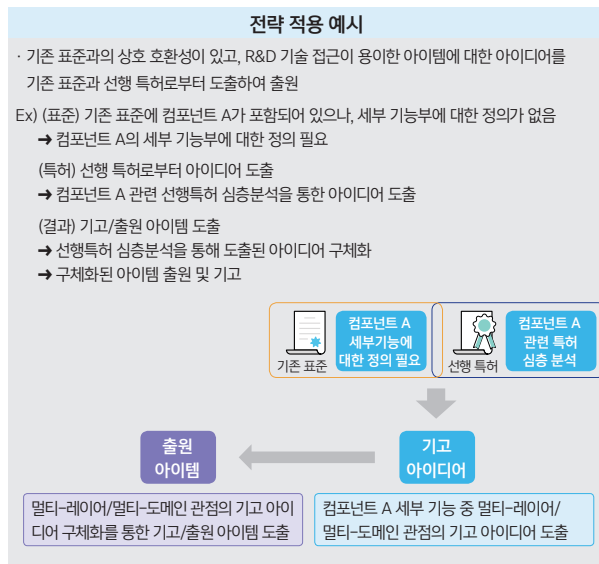 전략 적용 예시
· 기존 표준과의 상호 호환성이 있고, R&D 기술 접근이 용이한 아이템에 대한 아이디어를
기존 표준과 선행 특허로부터 도출하여 출원
Ex) (표준) 기존 표준에 컴포넌트 A가 포함되어 있으나, 세부 기능부에 대한 정의가 없음
➔ 컴포넌트 A의 세부 기능부에 대한 정의 필요
(특허) 선행 특허로부터 아이디어 도출
➔ 컴포넌트 A 관련 선행특허 심층분석을 통한 아이디어 도출
(결과) 기고/출원 아이템 도출
➔ 선행특허 심층분석을 통해 도출된 아이디어 구체화
➔ 구체화된 아이템 출원 및 기고
기존 표준
컴포넌트 A
세부기능에
대한 정의 필요
선행 특허
컴포넌트 A
관련 특허
심층 분석
출원
아이템
기고
아이디어
멀티-레이어/멀티-도메인 관점의 기고 아이
디어 구체화를 통한 기고/출원 아이템 도출
컴포넌트 A 세부 기능 중 멀티-레이어/
멀티-도메인 관점의 기고 아이디어 도출